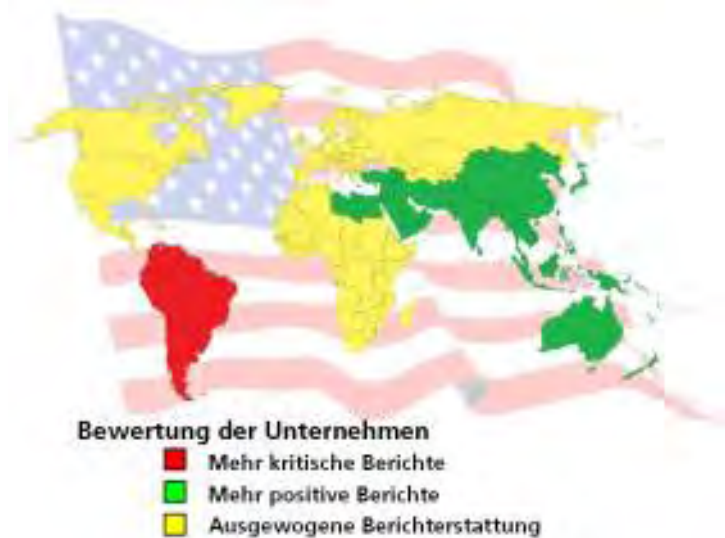 Bewertung der Unternehmen
Mehr kritische Berichte
Mehr positive Berichte
Ausgewogene Berichterstattung